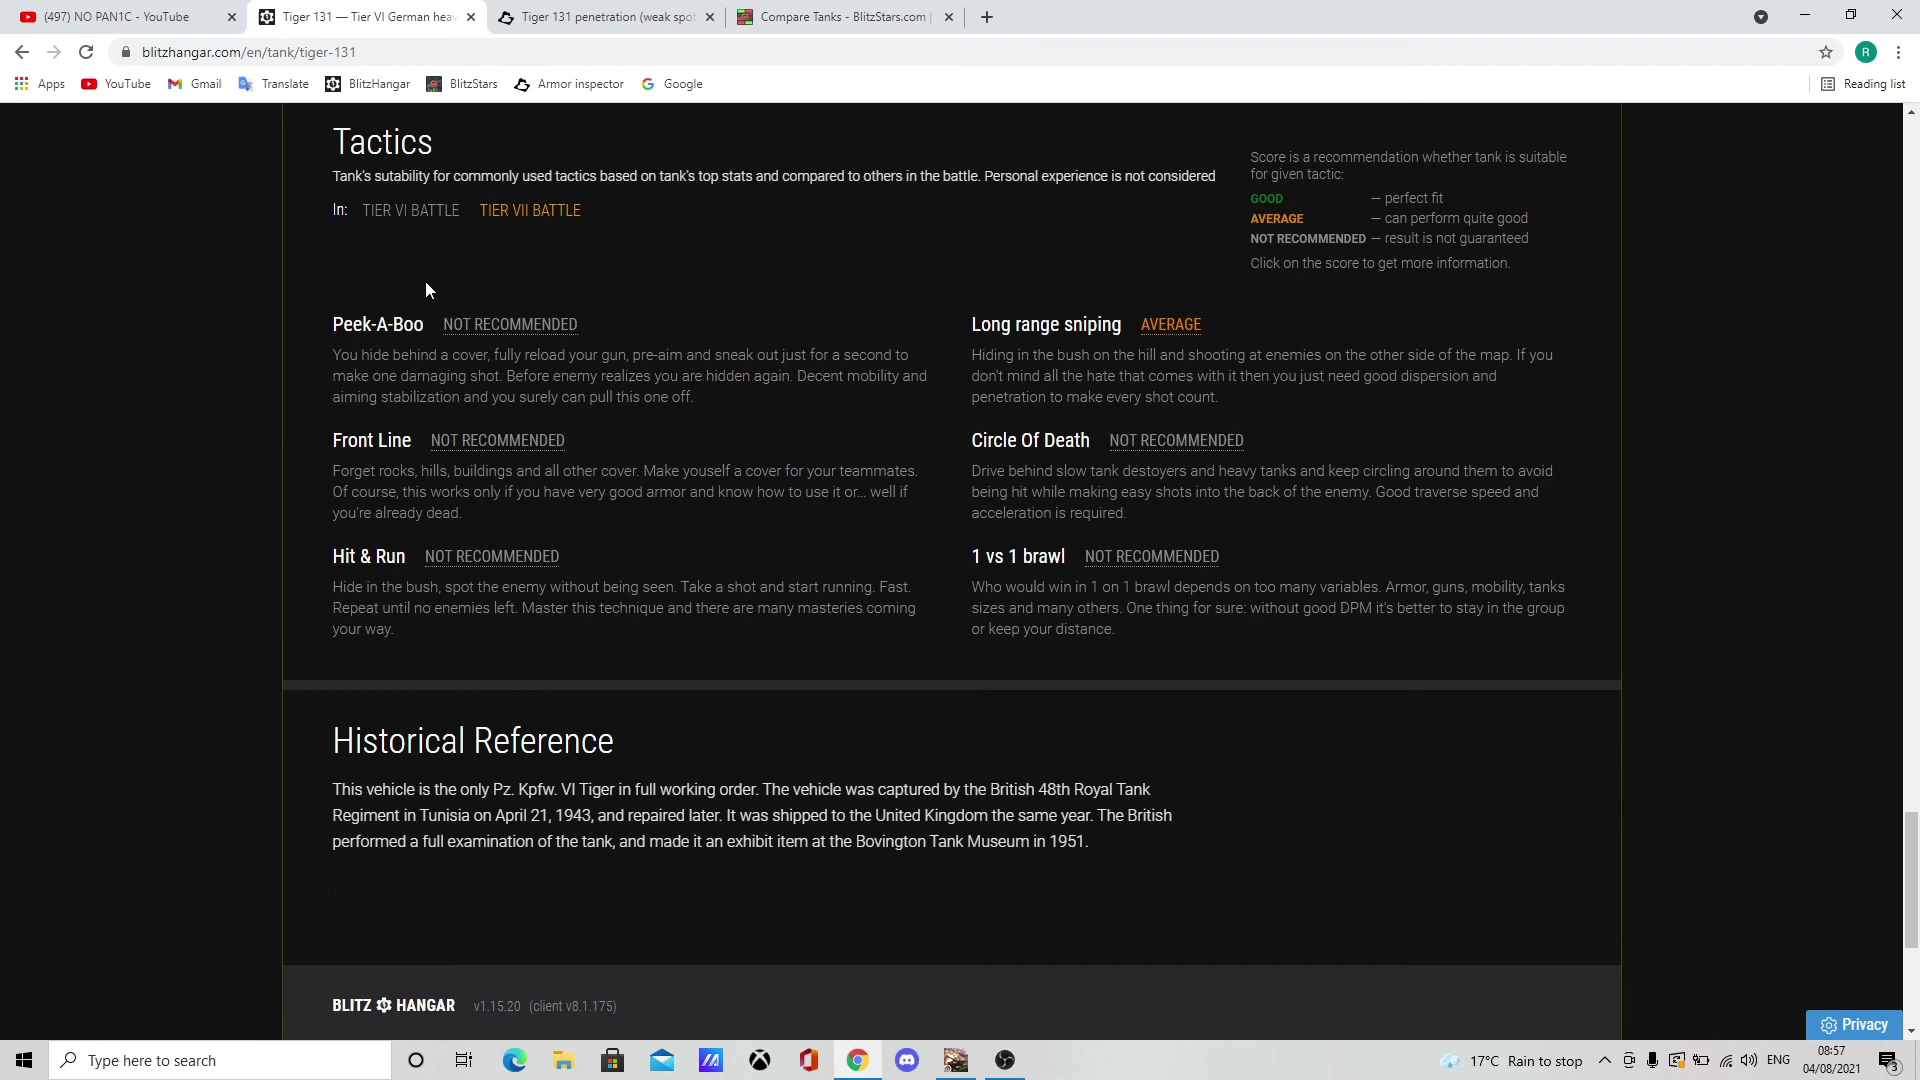 (497) NO PAN1C - YouTube
Tiger 131 — Tier VI German heav
Tiger 131 penetration (weak spot
Compare Tanks - BlitzStars.com |
blitzhangar.com/en/tank/tiger-131
R
Apps YouTube Gmail Translate BlitzHangar BlitzStars Armor inspector Google Reading list
Tactics
Tank's sutability for commonly used tactics based on tank's top stats and compared to others in the battle. Personal experience is not considered
In: TIER VI BATTLE TIER VII BATTLE
Score is a recommendation whether tank is suitable
for given tactic:
GOOD — perfect fit
AVERAGE — can perform quite good
NOT RECOMMENDED — result is not guaranteed
Click on the score to get more information.
Peek-A-Boo NOT RECOMMENDED
You hide behind a cover, fully reload your gun, pre-aim and sneak out just for a second to
make one damaging shot. Before enemy realizes you are hidden again. Decent mobility and
aiming stabilization and you surely can pull this one off.
Long range sniping AVERAGE
Hiding in the bush on the hill and shooting at enemies on the other side of the map. If you
don't mind all the hate that comes with it then you just need good dispersion and
penetration to make every shot count.
Front Line NOT RECOMMENDED
Forget rocks, hills, buildings and all other cover. Make youself a cover for your teammates.
Of course, this works only if you have very good armor and know how to use it or... well if
you're already dead.
Circle Of Death NOT RECOMMENDED
Drive behind slow tank destoyers and heavy tanks and keep circling around them to avoid
being hit while making easy shots into the back of the enemy. Good traverse speed and
acceleration is required.
Hit & Run NOT RECOMMENDED
Hide in the bush, spot the enemy without being seen. Take a shot and start running. Fast.
Repeat until no enemies left. Master this technique and there are many masteries coming
your way.
1 vs 1 brawl NOT RECOMMENDED
Who would win in 1 on 1 brawl depends on too many variables. Armor, guns, mobility, tanks
sizes and many others. One thing for sure: without good DPM it's better to stay in the group
or keep your distance.
Historical Reference
This vehicle is the only Pz. Kpfw. VI Tiger in full working order. The vehicle was captured by the British 48th Royal Tank
Regiment in Tunisia on April 21, 1943, and repaired later. It was shipped to the United Kingdom the same year. The British
performed a full examination of the tank, and made it an exhibit item at the Bovington Tank Museum in 1951.
BLITZ HANGAR v1.15.20 (client v8.1.175)
Privacy
Type here to search
17°C Rain to stop
ENG
08:57
04/08/2021
3